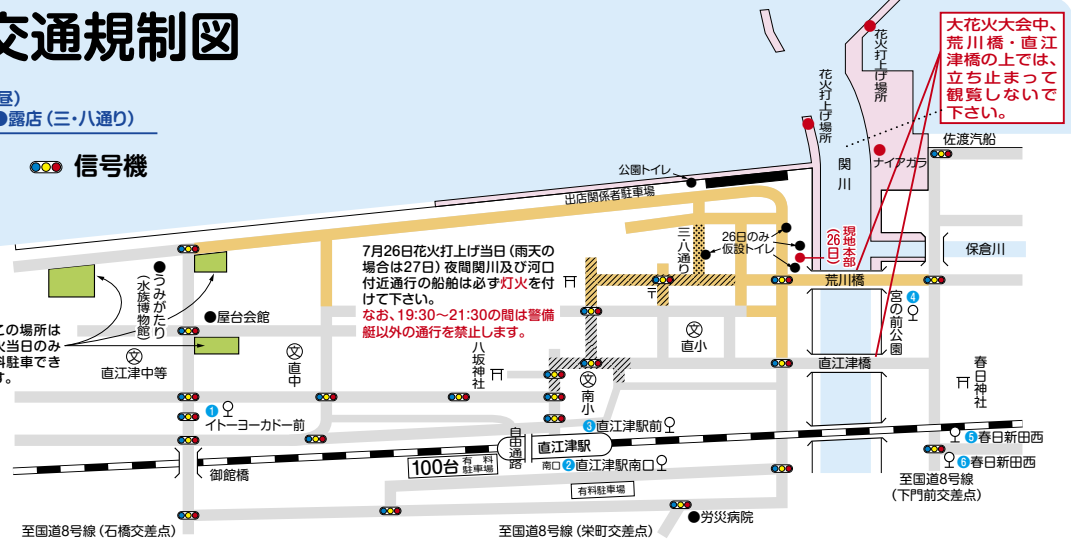 交通規制図
昼)
●露店(三・八通り)
信号機
大花火大会中、
荒川橋・直江
津橋の上では、
立ち止まって
観覧しないで
下さい。
花火打上げ場所
花火打上げ場所
関川
ナイアガラ
佐渡汽船
公園トイレ
出店関係者駐車場
三・八通り
26日のみ
仮設トイレ
現地本部
(26日)
保倉川
荒川橋
7月26日花火打上げ当日(雨天の
場合は27日)夜間関川及び河口
付近通行の船舶は必ず灯火を付
けて下さい。
なお、19:30~21:30の間は警備
艇以外の通行を禁止します。
●うみがたり
(水族博物館)
●屋台会館
この場所は
火当日のみ
料駐車でき
す。
文
直江津中等
文
直中
八坂神社
〒
文
直小
文
南小
宮の前公園
4
直江津橋
春日神社
1
イトーヨーカドー前
3直江津駅前
自由通路
直江津駅
100台 有料駐車場
南口 2直江津駅南口
有料駐車場
御館橋
5春日新田西
6春日新田西
至国道8号線
(下門前交差点)
●労災病院
至国道8号線(石橋交差点)
至国道8号線(栄町交差点)